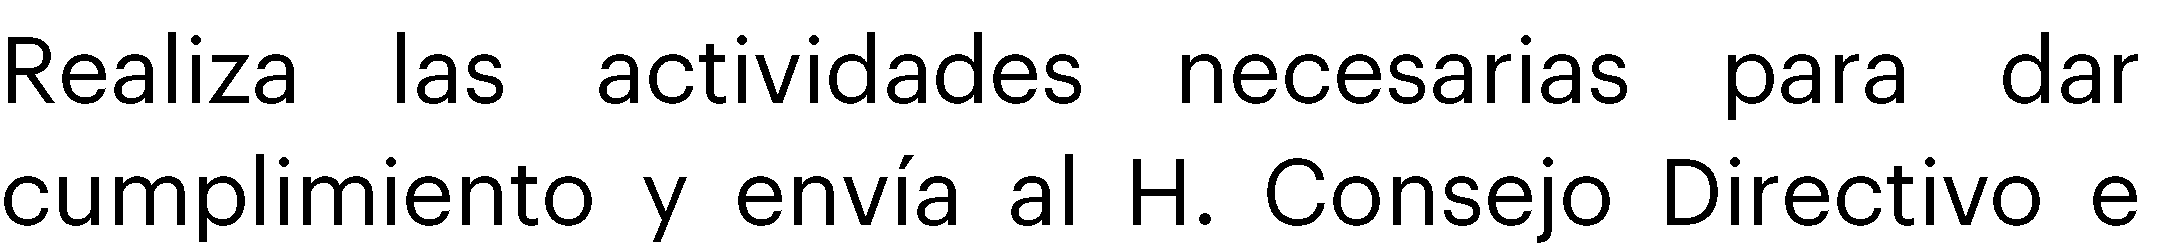 Realiza las actividades necesarias para dar
cumplimiento y envía al H. Consejo Directivo e